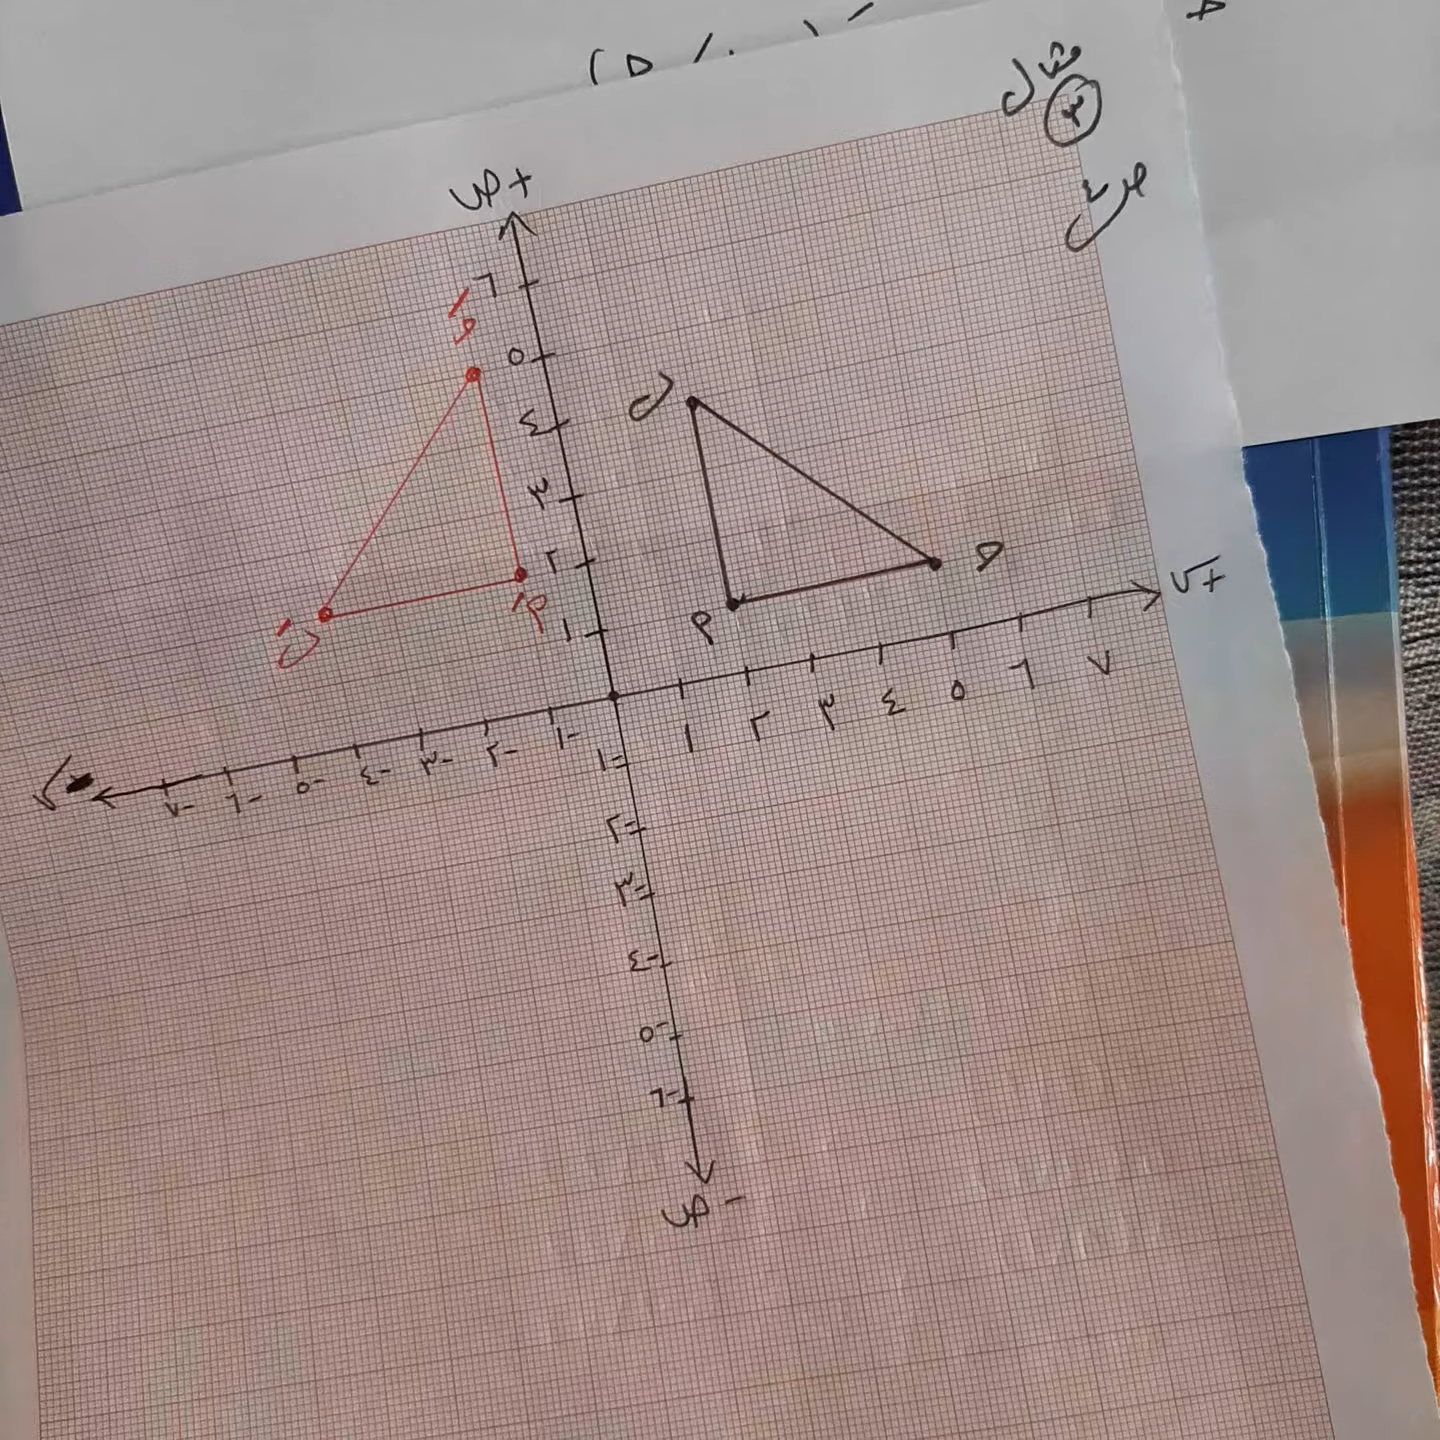 ل
٣
ص+
٦
٥
٤
٣
٢
١
س+
١ ٢ ٣ ٤ ٥ ٦ ٧
-٧ -٦ -٥ -٤ -٣ -٢ -١
-١
-٢
-٣
-٤
-٥
-٦
ص-
ل
م
هـ
هـَ
مَ
لَ